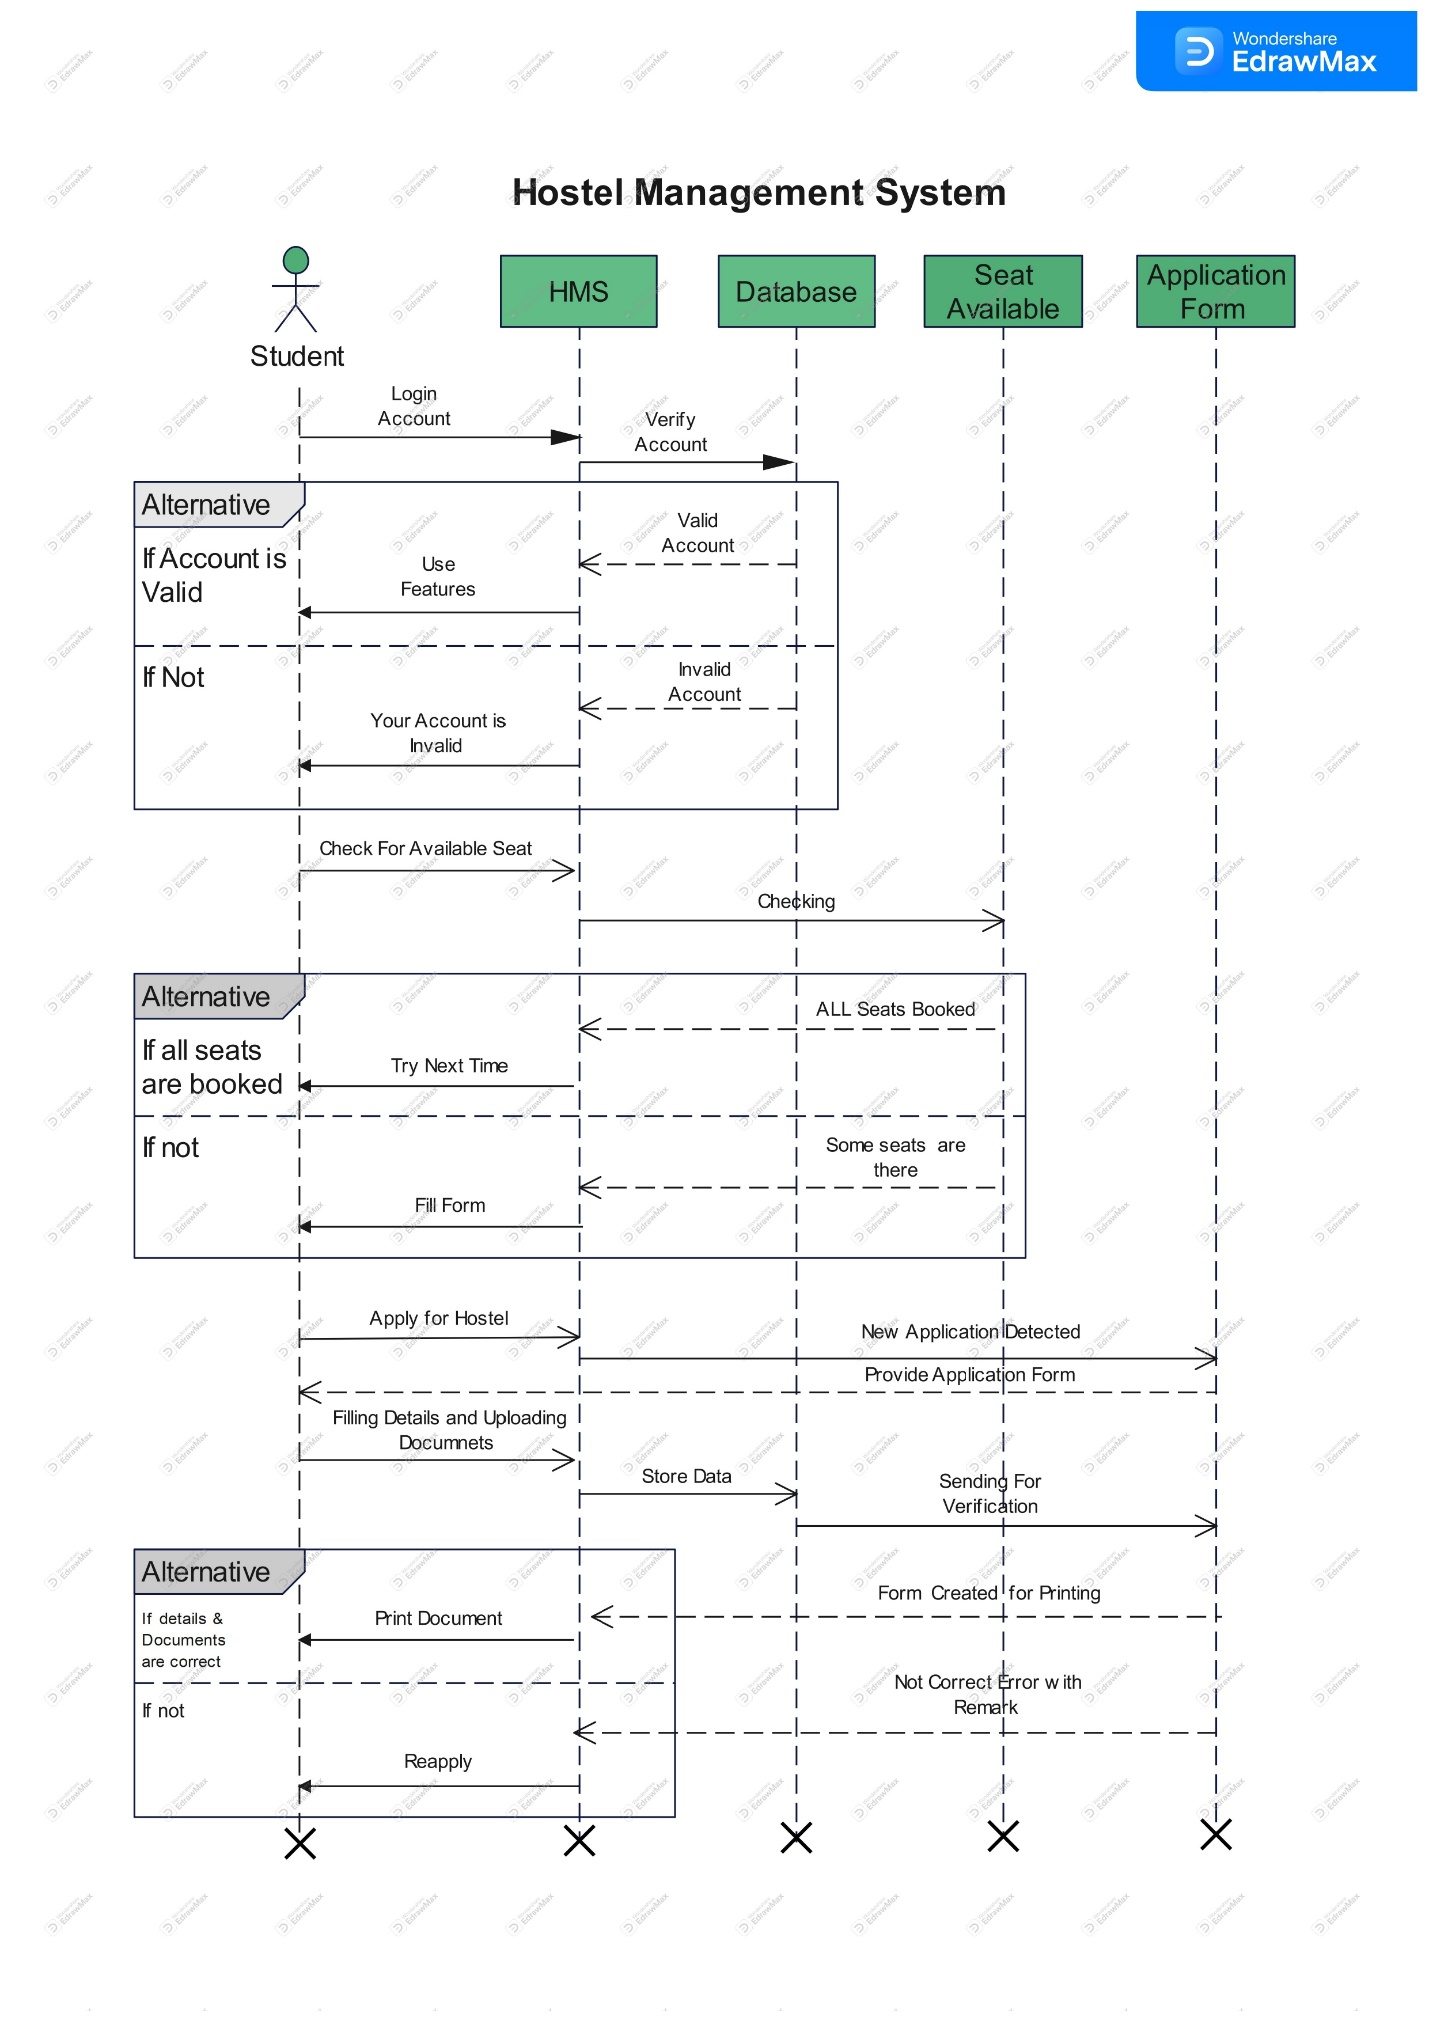 Wondershare
EdrawMax
Hostel Management System
Student
HMS
Database
Seat
Available
Application
Form
Login
Account
Verify
Account
Alternative
If Account is
Valid
Valid
Account
Use
Features
If Not
Invalid
Account
Your Account is
Invalid
Check For Available Seat
Checking
Alternative
If all seats
are booked
ALL Seats Booked
Try Next Time
If not
Some seats are
there
Fill Form
Apply for Hostel
New Application Detected
Provide Application Form
Filling Details and Uploading
Documnets
Store Data
Sending For
Verification
Alternative
If details &
Documents
are correct
Form Created for Printing
Print Document
If not
Not Correct Error with
Remark
Reapply